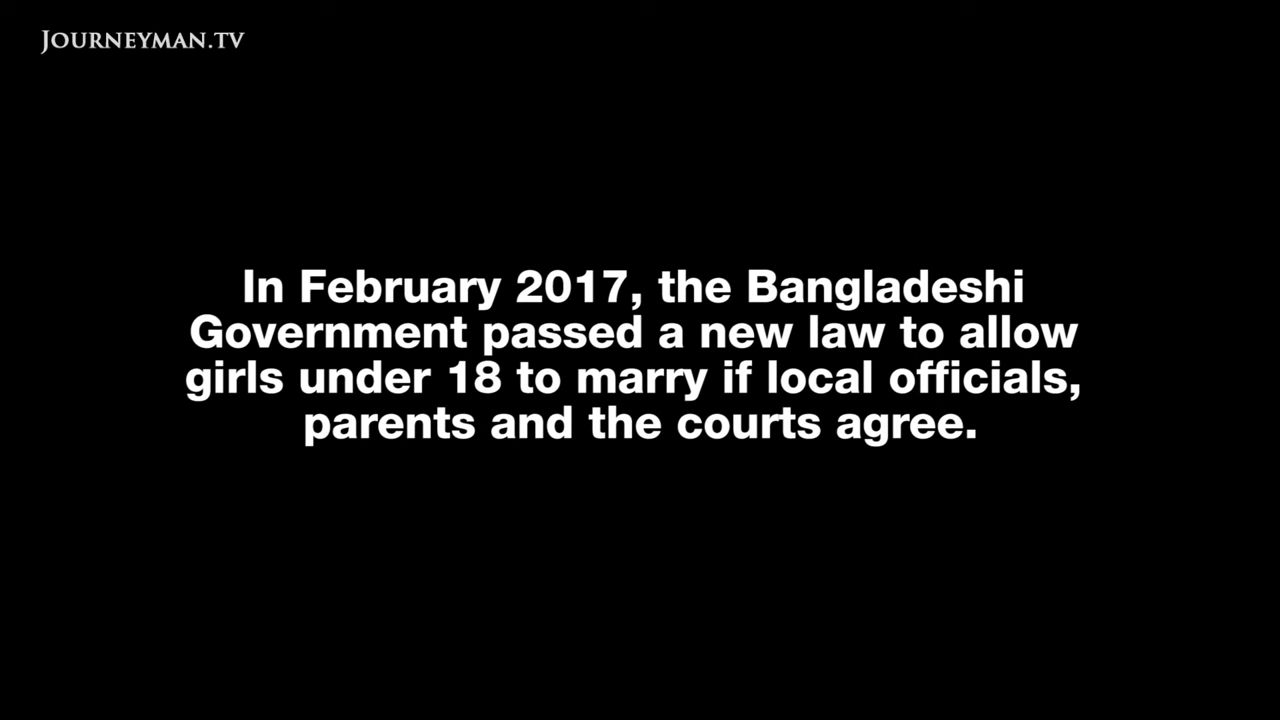 JOURNEYMAN.TV
In February 2017, the Bangladeshi
Government passed a new law to allow
girls under 18 to marry if local officials,
parents and the courts agree.